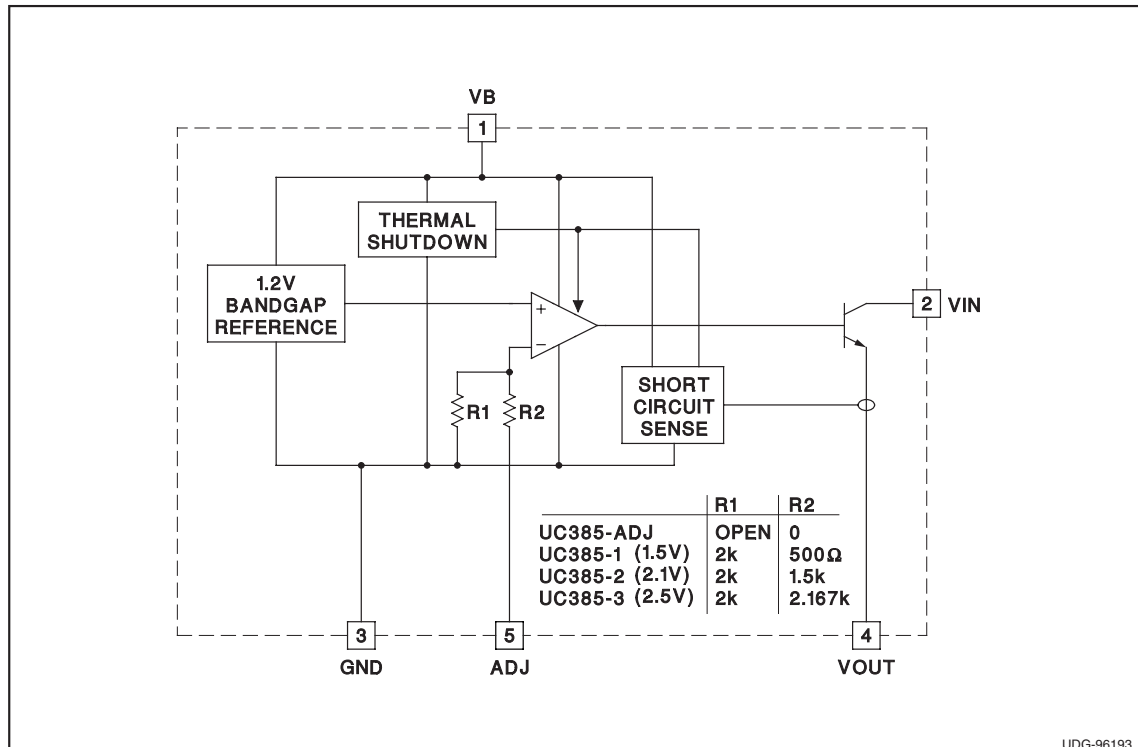 VB
1
THERMAL
SHUTDOWN
1.2V
BANDGAP
REFERENCE
+
−
2 VIN
R1 R2
SHORT
CIRCUIT
SENSE
R1 R2
UC385-ADJ OPEN 0
UC385-1 (1.5V) 2k 500Ω
UC385-2 (2.1V) 2k 1.5k
UC385-3 (2.5V) 2k 2.167k
3 5 4
GND ADJ VOUT
UDG-96193